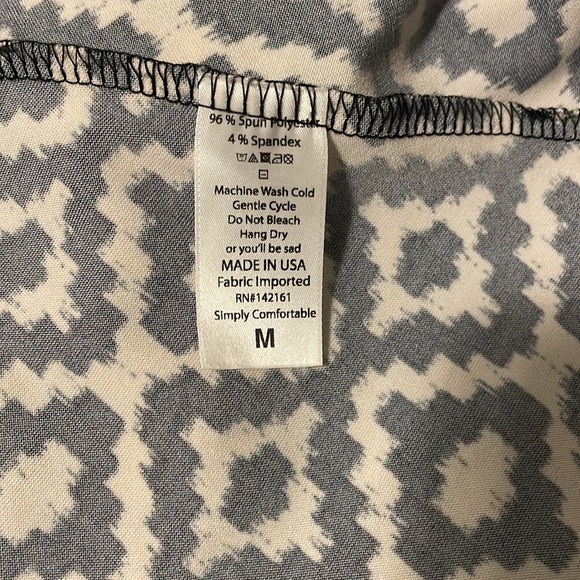 96 % Spun Polyester
4 % Spandex
Machine Wash Cold
Gentle Cycle
Do Not Bleach
Hang Dry
or you'll be sad
MADE IN USA
Fabric Imported
RN#142161
Simply Comfortable
M